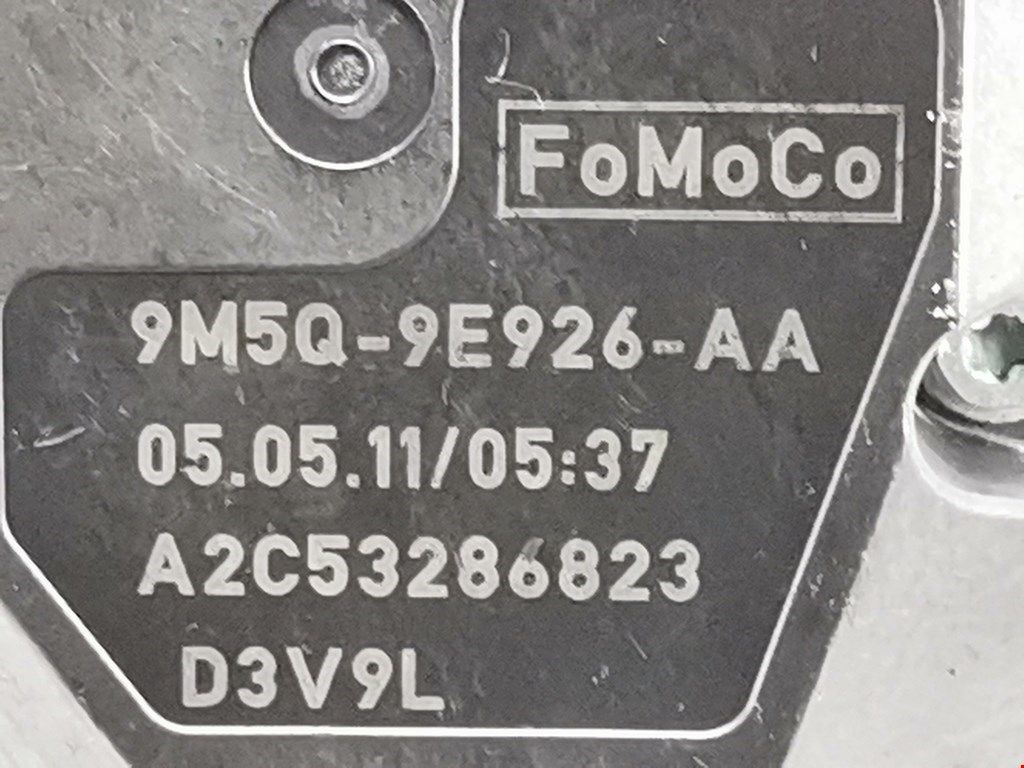 FoMoCo
9M5Q-9E926-AA
05.05.11/05:37
A2C53286823
D3V9L